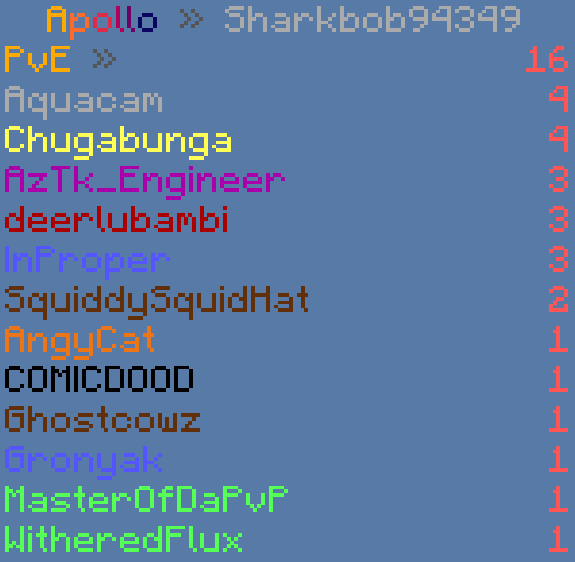 Apollo » Sharkbob94349
PvE » 16
Aquacam 4
Chugabunga 4
AzTk_Engineer 3
deerlubambi 3
InProper 3
SquiddySquidHat 2
AngyCat 1
COMICDOOD 1
Ghostcowz 1
Gronyak 1
MasterOfDaPvP 1
WitheredFlux 1